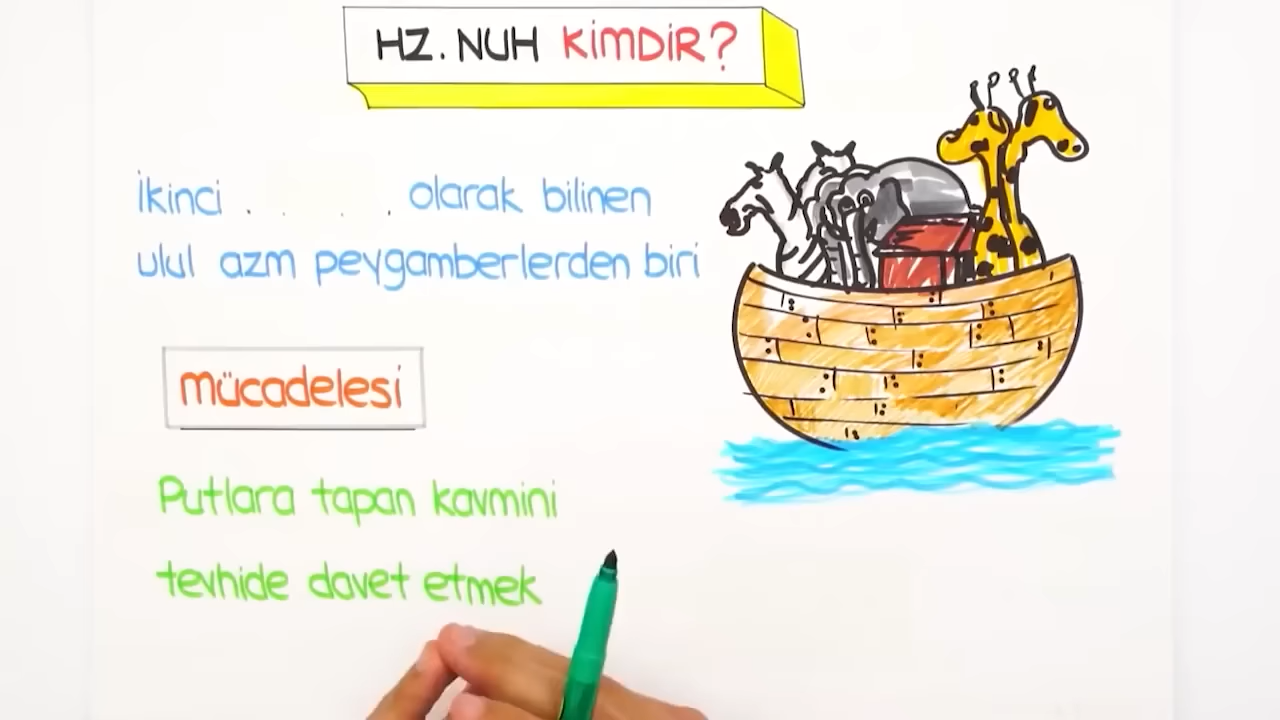 HZ. NUH KİMDİR?
İkinci . . . . olarak bilinen
ulul azm peygamberlerden biri
mücadelesi
Putlara tapan kavmini
tevhide davet etmek